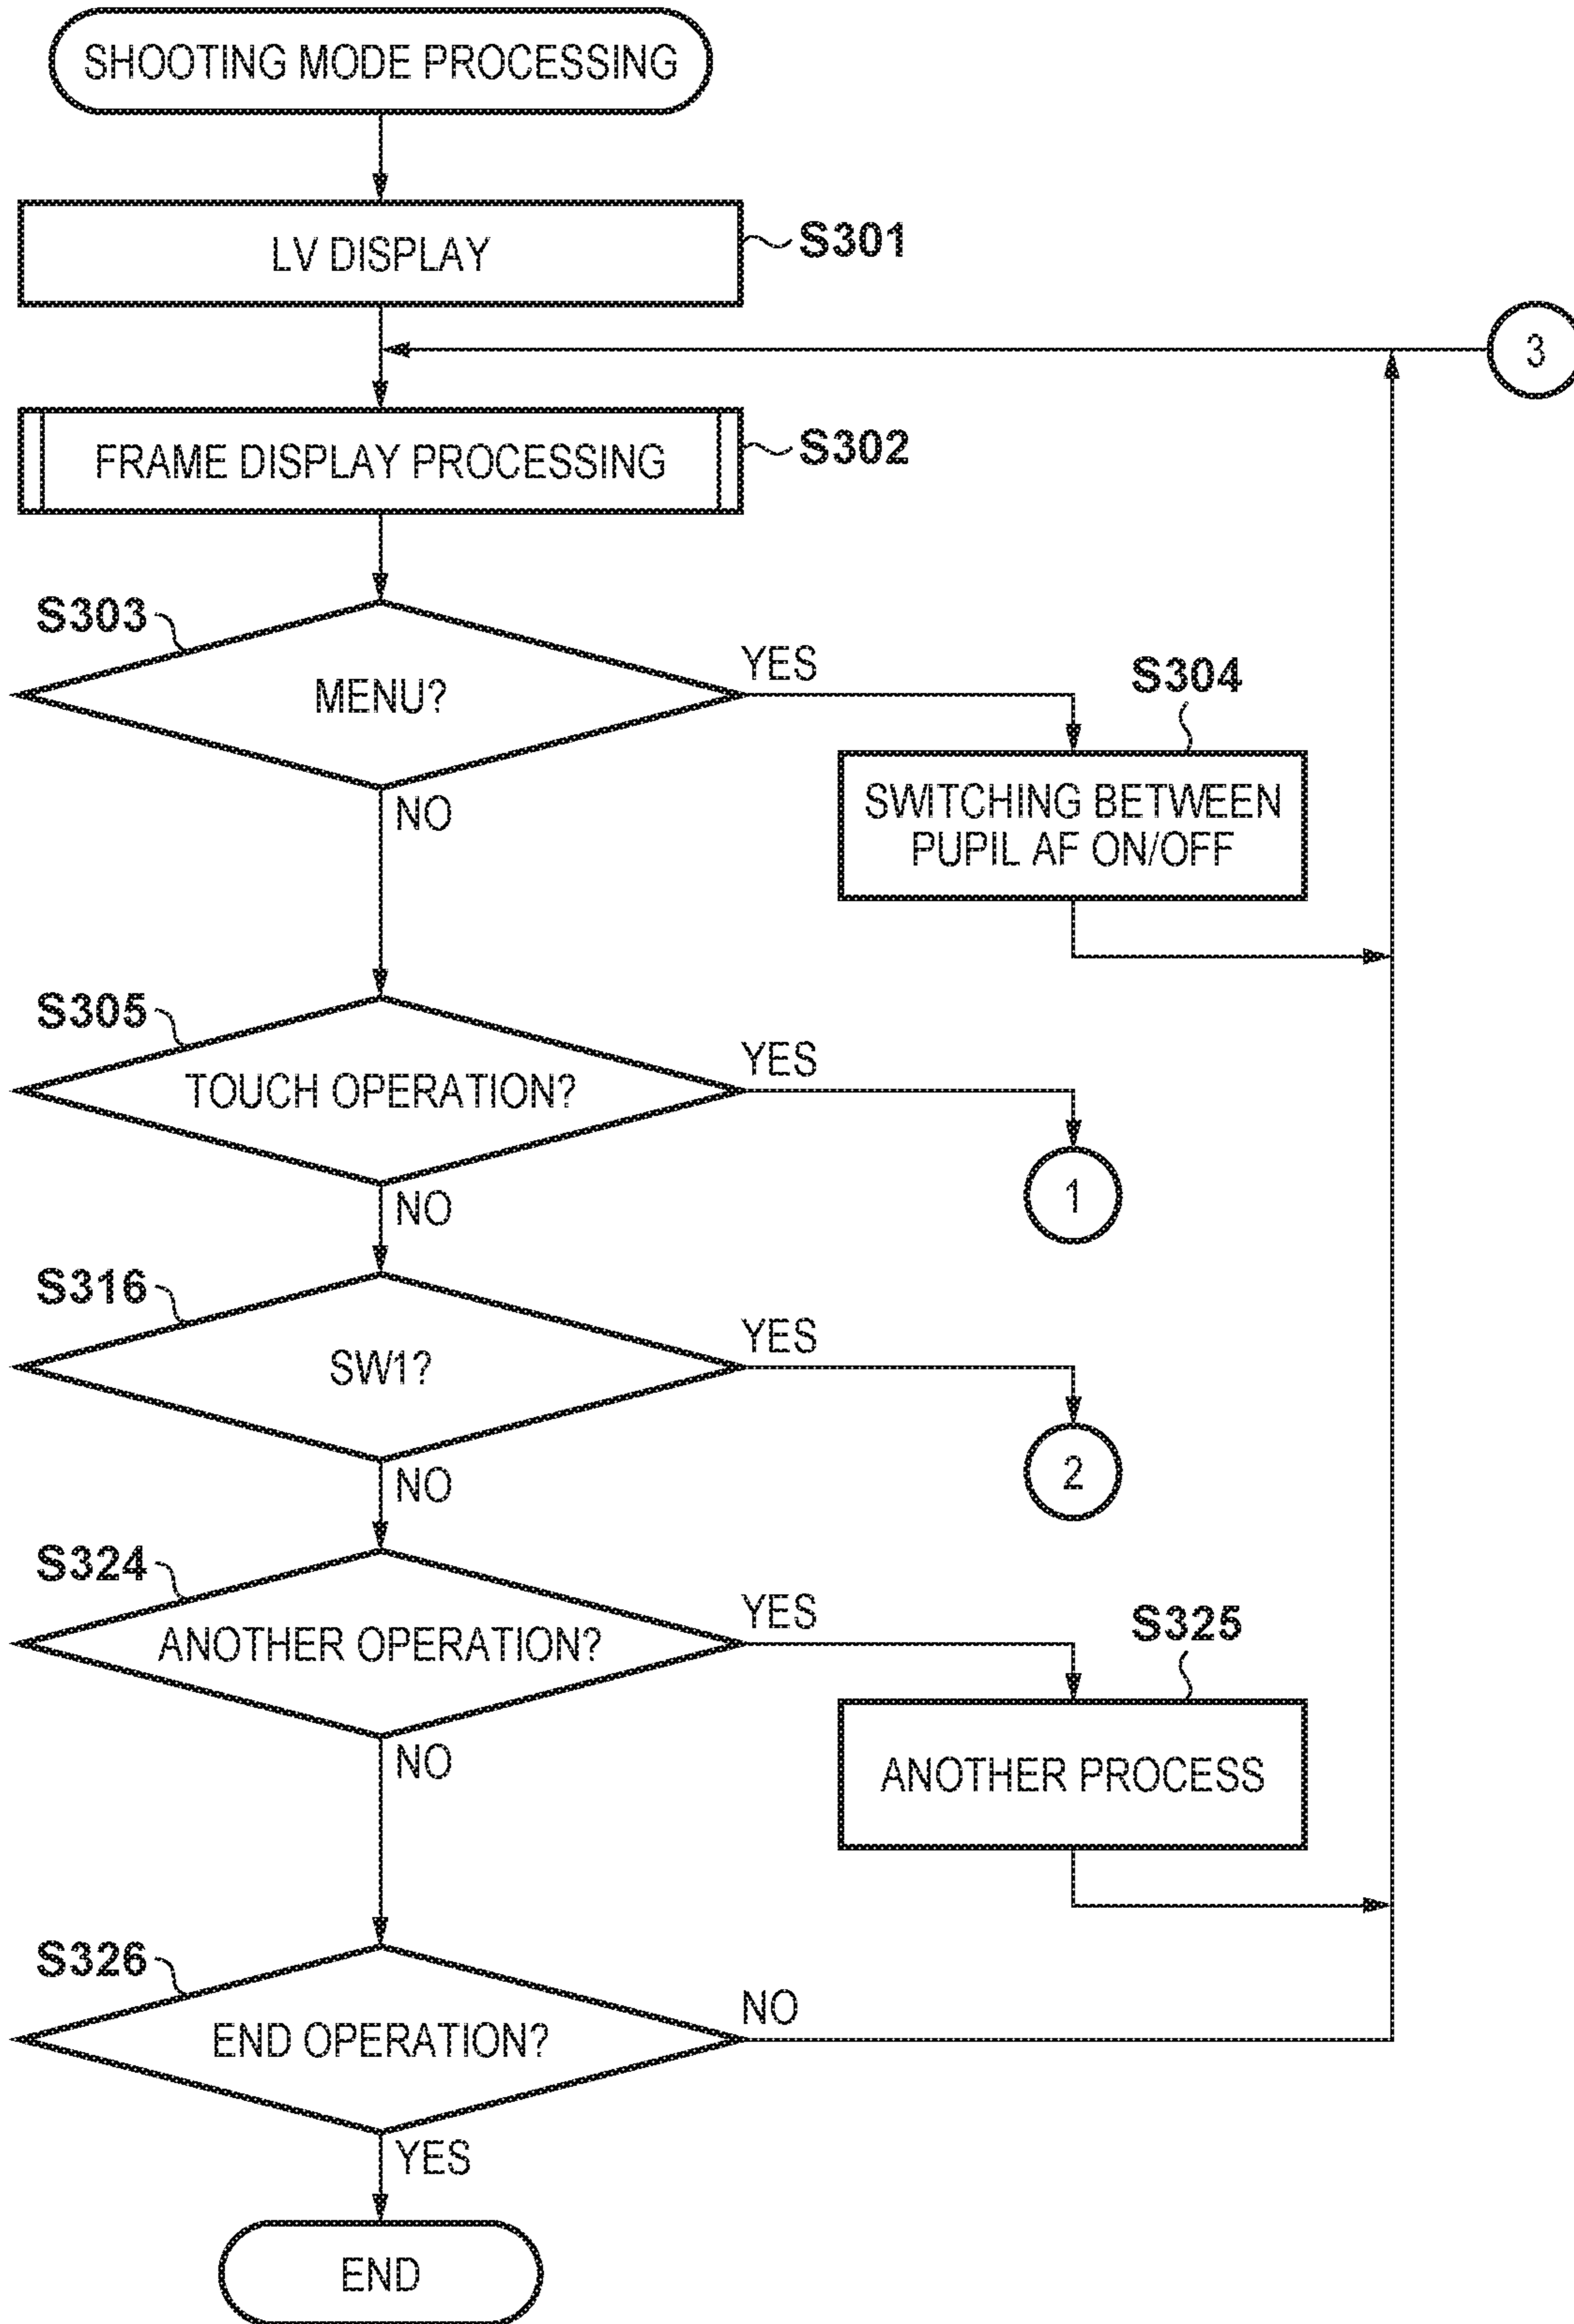 SHOOTING MODE PROCESSING
LV DISPLAY
S301
3
FRAME DISPLAY PROCESSING
S302
S303
MENU?
YES
NO
S304
SWITCHING BETWEEN
PUPIL AF ON/OFF
S305
TOUCH OPERATION?
YES
NO
1
S316
SW1?
YES
NO
2
S324
ANOTHER OPERATION?
YES
NO
S325
ANOTHER PROCESS
S326
END OPERATION?
NO
YES
END